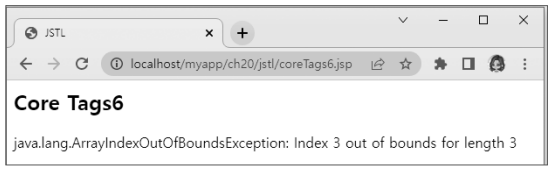 JSTL
localhost/myapp/ch20/jstl/coreTags6.jsp
Core Tags6
java.lang.ArrayIndexOutOfBoundsException: Index 3 out of bounds for length 3